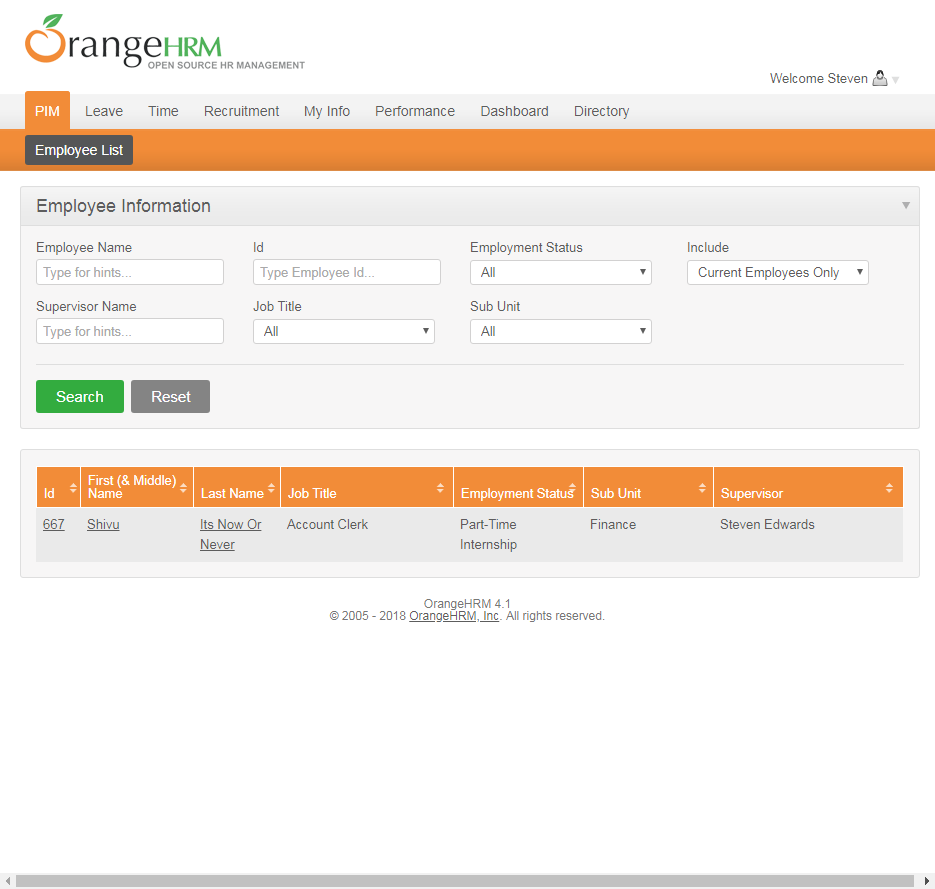 OrangeHRM
OPEN SOURCE HR MANAGEMENT
Welcome Steven
PIM Leave Time Recruitment My Info Performance Dashboard Directory
Employee List
Employee Information
Employee Name Id Employment Status Include
Type for hints... Type Employee Id... All Current Employees Only
Supervisor Name Job Title Sub Unit
Type for hints... All All
Search Reset
Id First (& Middle) Name Last Name Job Title Employment Status Sub Unit Supervisor
667 Shivu Its Now Or Account Clerk Part-Time Finance Steven Edwards
Never Internship
OrangeHRM 4.1
© 2005 - 2018 OrangeHRM, Inc. All rights reserved.